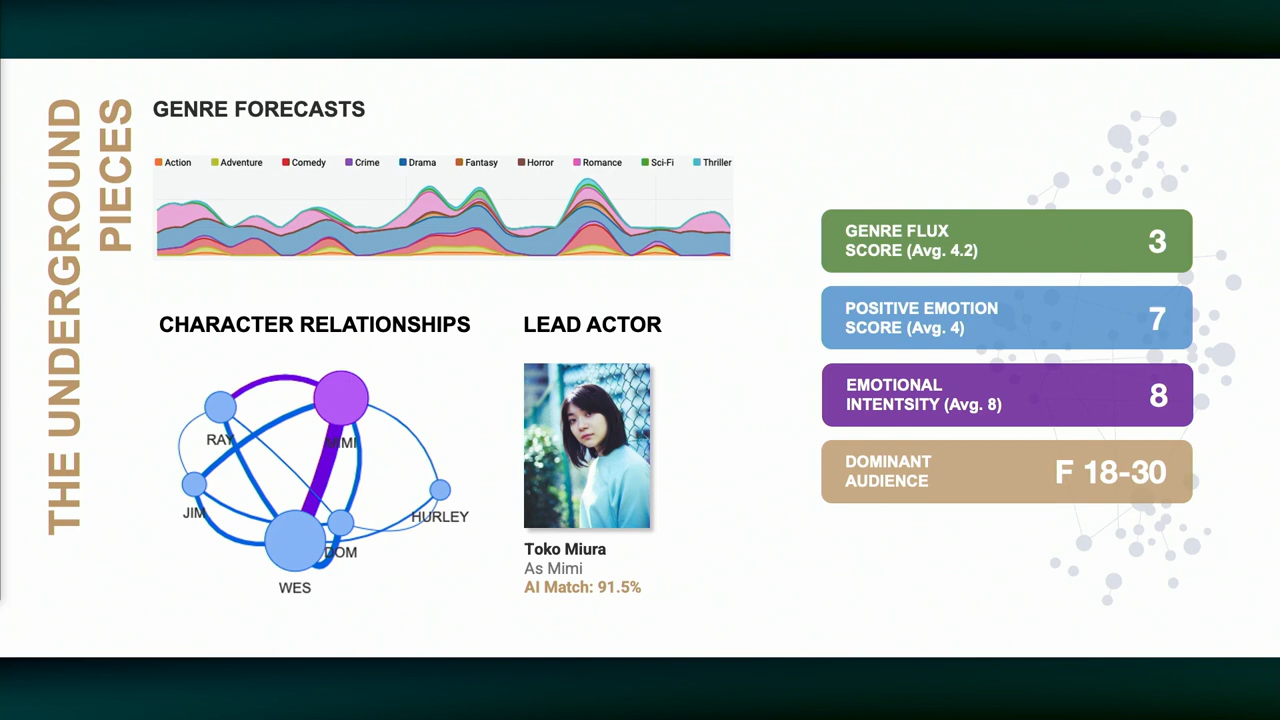 THE UNDERGROUND
PIECES
GENRE FORECASTS
Action Adventure Comedy Crime Drama Fantasy Horror Romance Sci-Fi Thriller
CHARACTER RELATIONSHIPS
RAY
MIMI
JIM
HURLEY
DOM
WES
LEAD ACTOR
Toko Miura
As Mimi
AI Match: 91.5%
GENRE FLUX
SCORE (Avg. 4.2)
3
POSITIVE EMOTION
SCORE (Avg. 4)
7
EMOTIONAL
INTENTSITY (Avg. 8)
8
DOMINANT
AUDIENCE
F 18-30